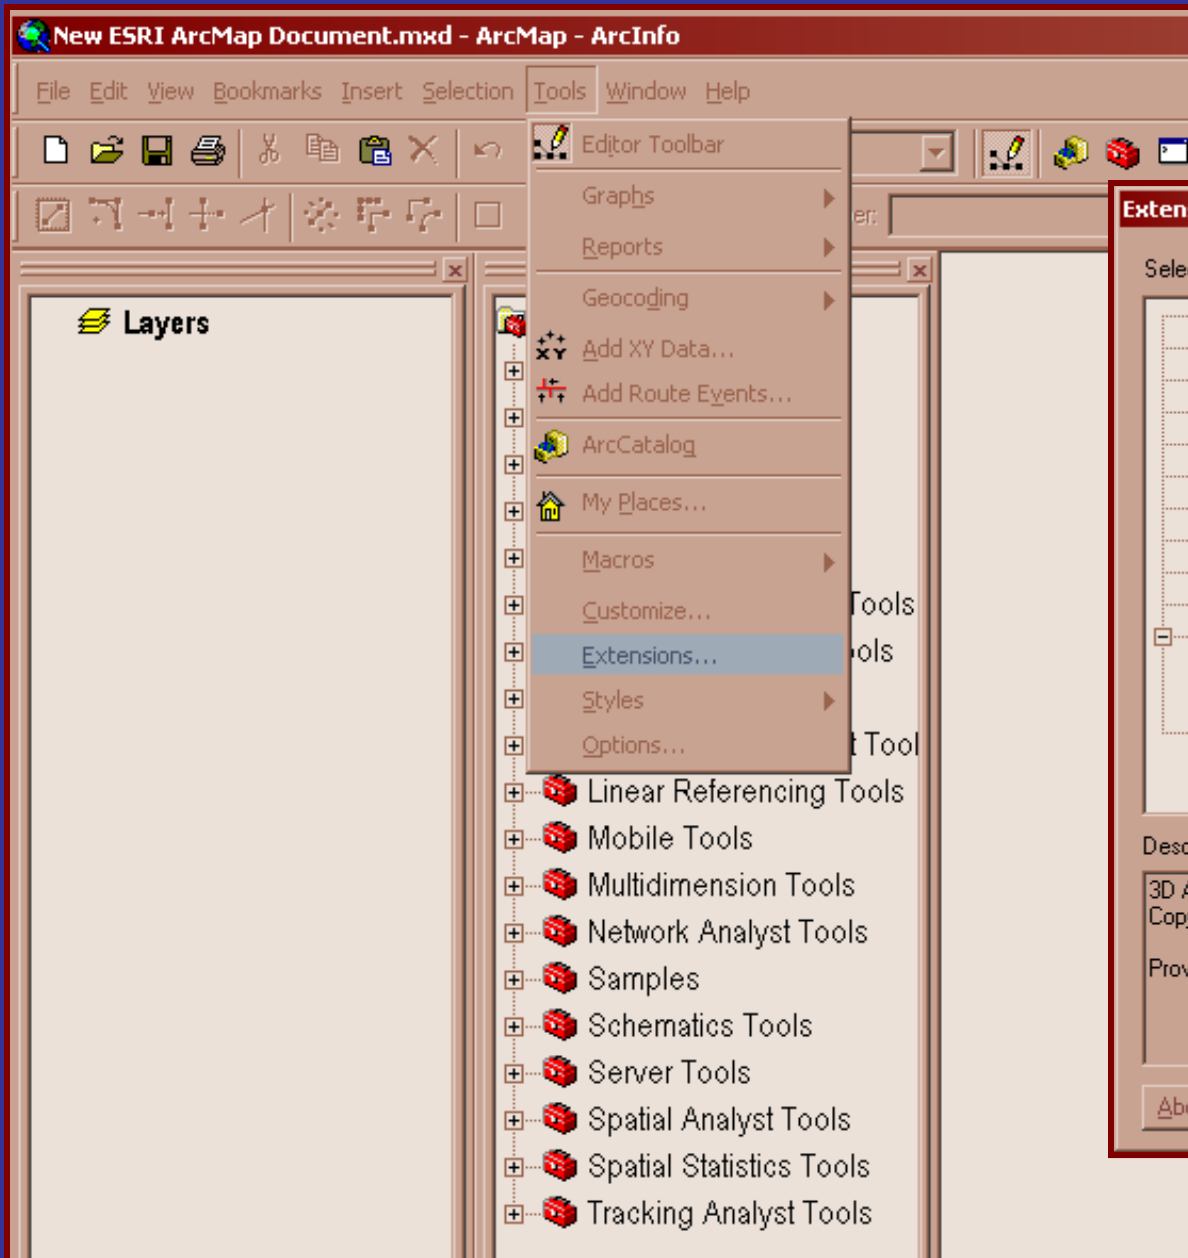 New ESRI ArcMap Document.mxd - ArcMap - ArcInfo
File Edit View Bookmarks Insert Selection Tools Window Help
Editor Toolbar
Graphs
Reports
Geocoding
Add XY Data...
Add Route Events...
ArcCatalog
My Places...
Macros
Customize...
Extensions...
Styles
Options...
er:
Layers
Tools
ools
t Tool
Linear Referencing Tools
Mobile Tools
Multidimension Tools
Network Analyst Tools
Samples
Schematics Tools
Server Tools
Spatial Analyst Tools
Spatial Statistics Tools
Tracking Analyst Tools
Exten
Sele
Desc
3D A
Cop
Prov
Abo